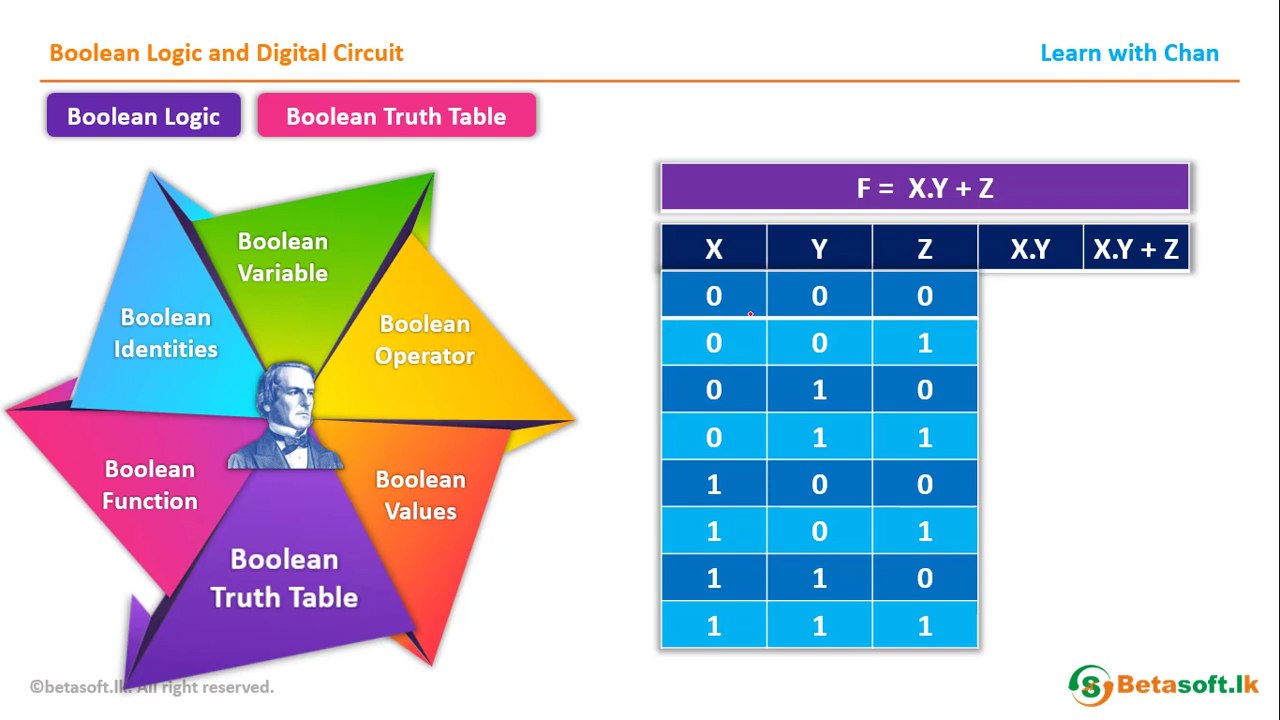 Boolean Logic and Digital Circuit
Learn with Chan
Boolean Logic
Boolean Truth Table
Boolean
Variable
Boolean
Operator
Boolean
Values
Boolean
Truth Table
Boolean
Function
Boolean
Identities
F = X.Y + Z
X Y Z X.Y X.Y + Z
0 0 0
0 0 1
0 1 0
0 1 1
1 0 0
1 0 1
1 1 0
1 1 1
©betasoft.lk. All right reserved.
Betasoft.lk